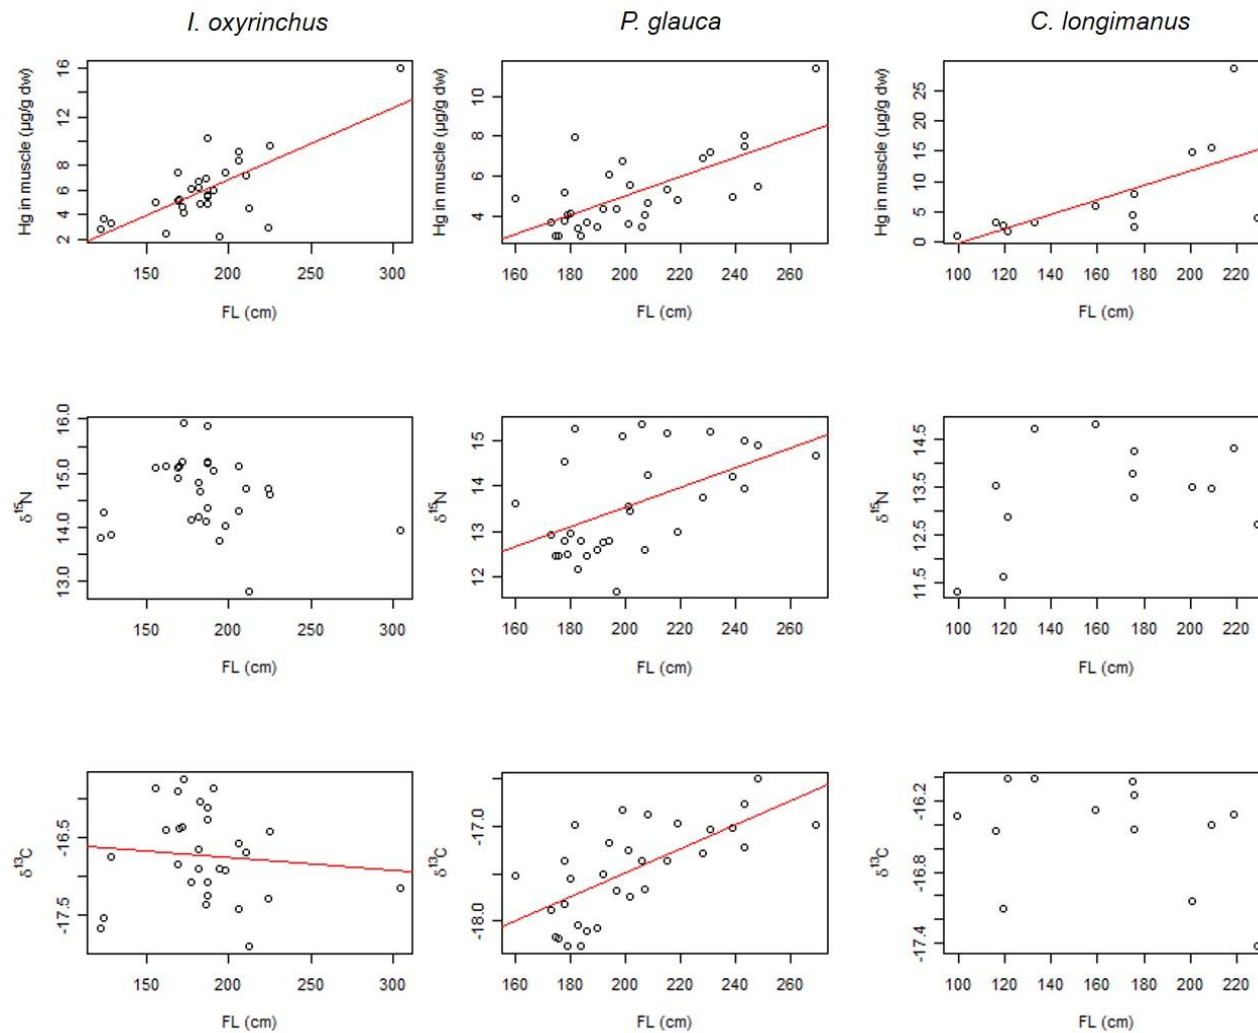 I. oxyrinchus
P. glauca
C. longimanus
Hg in muscle (µg/g dw)
2 4 6 8 12 16
150 200 250 300
FL (cm)
Hg in muscle (µg/g dw)
4 6 8 10
160 180 200 220 240 260
FL (cm)
Hg in muscle (µg/g dw)
0 5 10 15 20 25
100 120 140 160 180 200 220
FL (cm)
δ15N
13.0 14.0 15.0 16.0
150 200 250 300
FL (cm)
δ15N
12 13 14 15
160 180 200 220 240 260
FL (cm)
δ15N
11.5 12.5 13.5 14.5
100 120 140 160 180 200 220
FL (cm)
δ13C
-17.5 -16.5
150 200 250 300
FL (cm)
δ13C
-18.0 -17.0
160 180 200 220 240 260
FL (cm)
δ13C
-17.4 -16.8 -16.2
100 120 140 160 180 200 220
FL (cm)